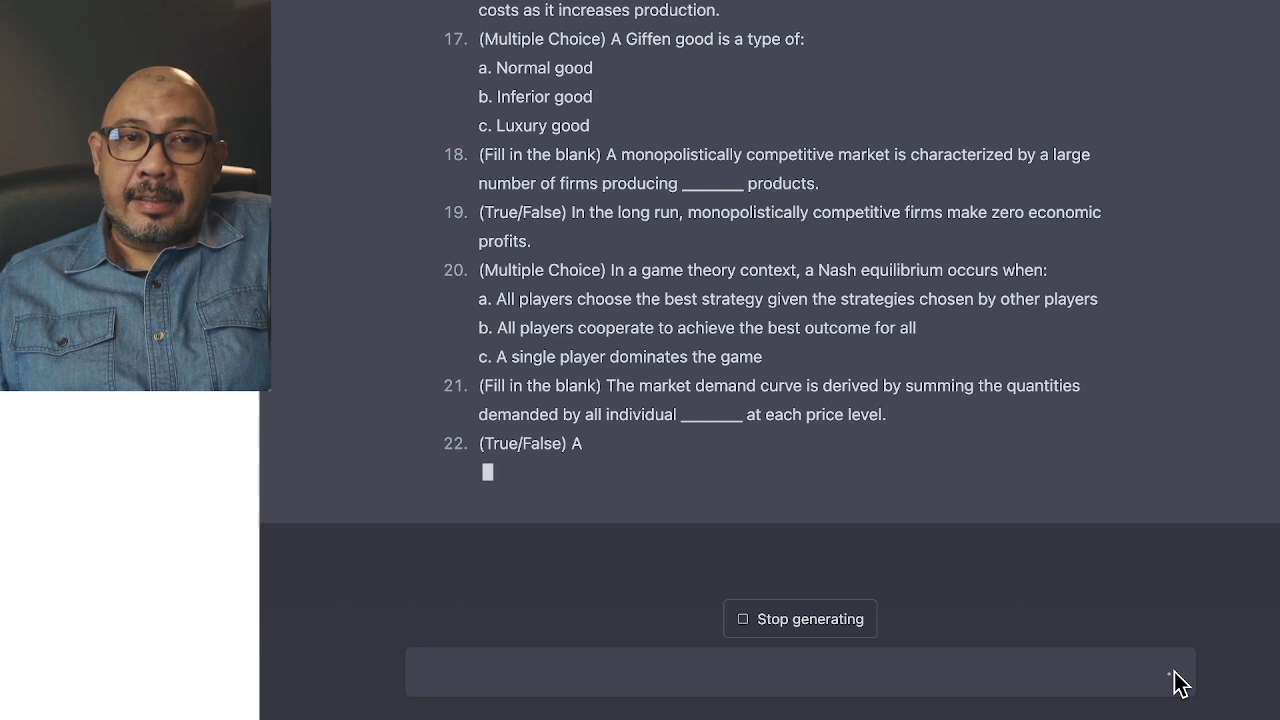 costs as it increases production.
17. (Multiple Choice) A Giffen good is a type of:
a. Normal good
b. Inferior good
c. Luxury good
18. (Fill in the blank) A monopolistically competitive market is characterized by a large
number of firms producing ________ products.
19. (True/False) In the long run, monopolistically competitive firms make zero economic
profits.
20. (Multiple Choice) In a game theory context, a Nash equilibrium occurs when:
a. All players choose the best strategy given the strategies chosen by other players
b. All players cooperate to achieve the best outcome for all
c. A single player dominates the game
21. (Fill in the blank) The market demand curve is derived by summing the quantities
demanded by all individual ________ at each price level.
22. (True/False) A
Stop generating